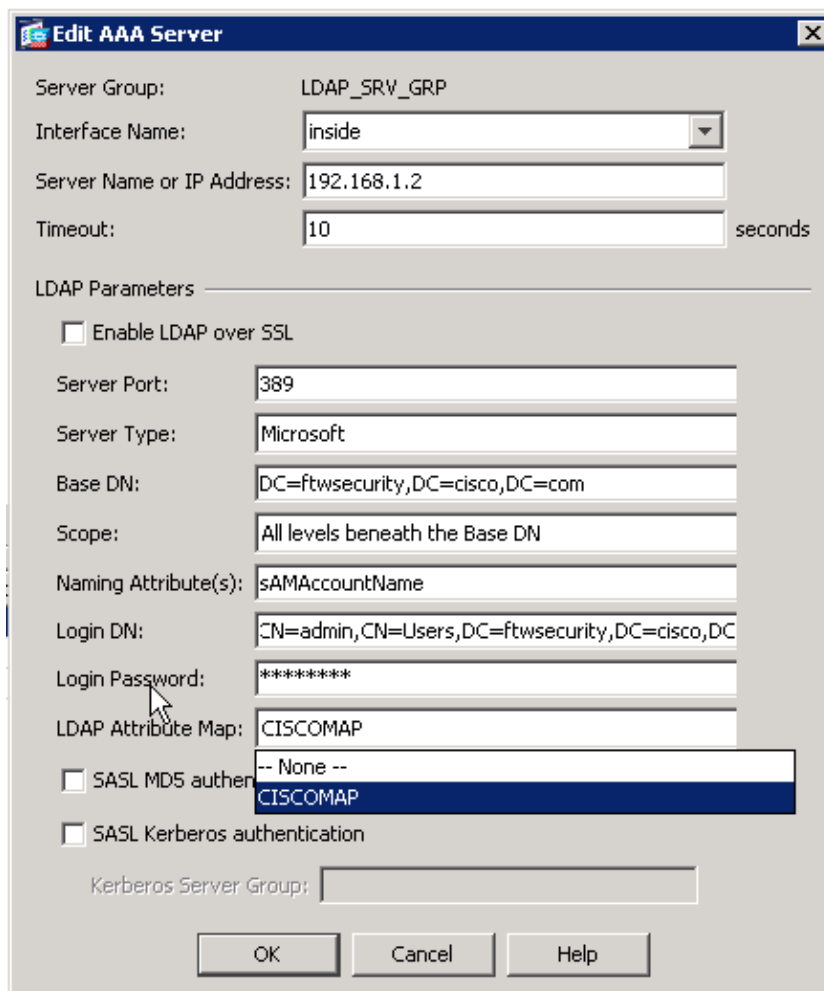 Edit AAA Server
Server Group: LDAP_SRV_GRP
Interface Name: inside
Server Name or IP Address: 192.168.1.2
Timeout: 10 seconds
LDAP Parameters
Enable LDAP over SSL
Server Port: 389
Server Type: Microsoft
Base DN: DC=ftwsecurity,DC=cisco,DC=com
Scope: All levels beneath the Base DN
Naming Attribute(s): sAMAccountName
Login DN: CN=admin,CN=Users,DC=ftwsecurity,DC=cisco,DC
Login Password: ********
LDAP Attribute Map: CISCOMAP
-- None --
SASL MD5 authen
CISCOMAP
SASL Kerberos authentication
Kerberos Server Group:
OK Cancel Help